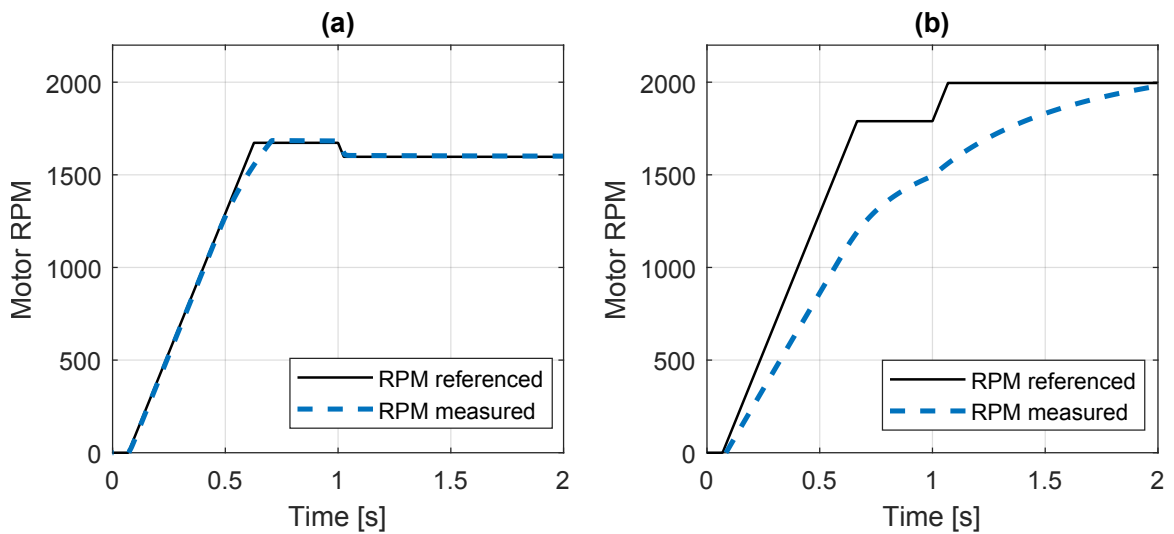 (a)
2000
1500
1000
500
0
Motor RPM
RPM referenced
RPM measured
0
0.5
1
1.5
2
Time [s]
(b)
2000
1500
1000
500
0
Motor RPM
RPM referenced
RPM measured
0
0.5
1
1.5
2
Time [s]